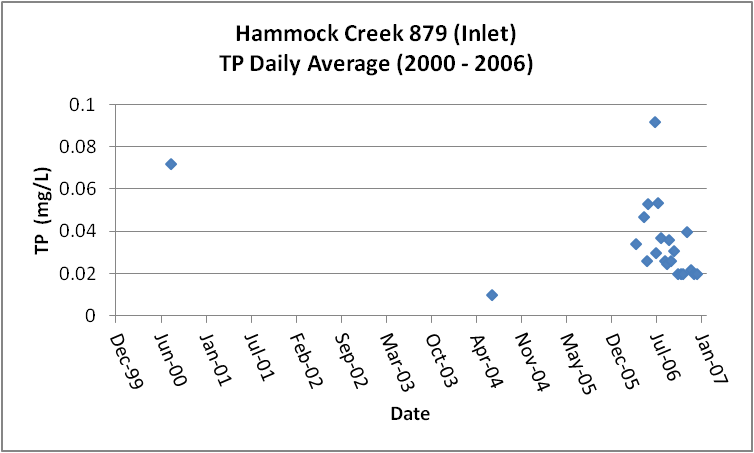 Hammock Creek 879 (Inlet)
TP Daily Average (2000 - 2006)
TP (mg/L)
0.1
0.08
0.06
0.04
0.02
0
Dec-99
Jun-00
Jan-01
Jul-01
Feb-02
Sep-02
Mar-03
Oct-03
Apr-04
Nov-04
May-05
Dec-05
Jul-06
Jan-07
Date